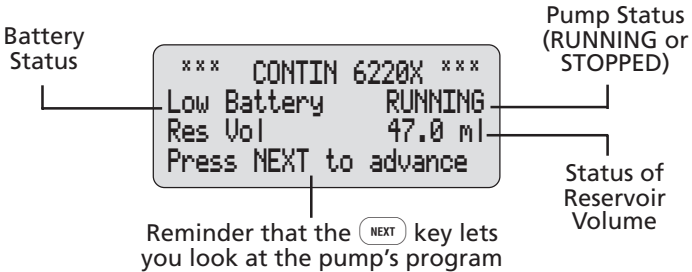 Battery
Status
Pump Status
(RUNNING or
STOPPED)
*** CONTIN 6220X ***
Low Battery RUNNING
Res Vol 47.0 ml
Press NEXT to advance
Status of
Reservoir
Volume
Reminder that the NEXT key lets
you look at the pump's program